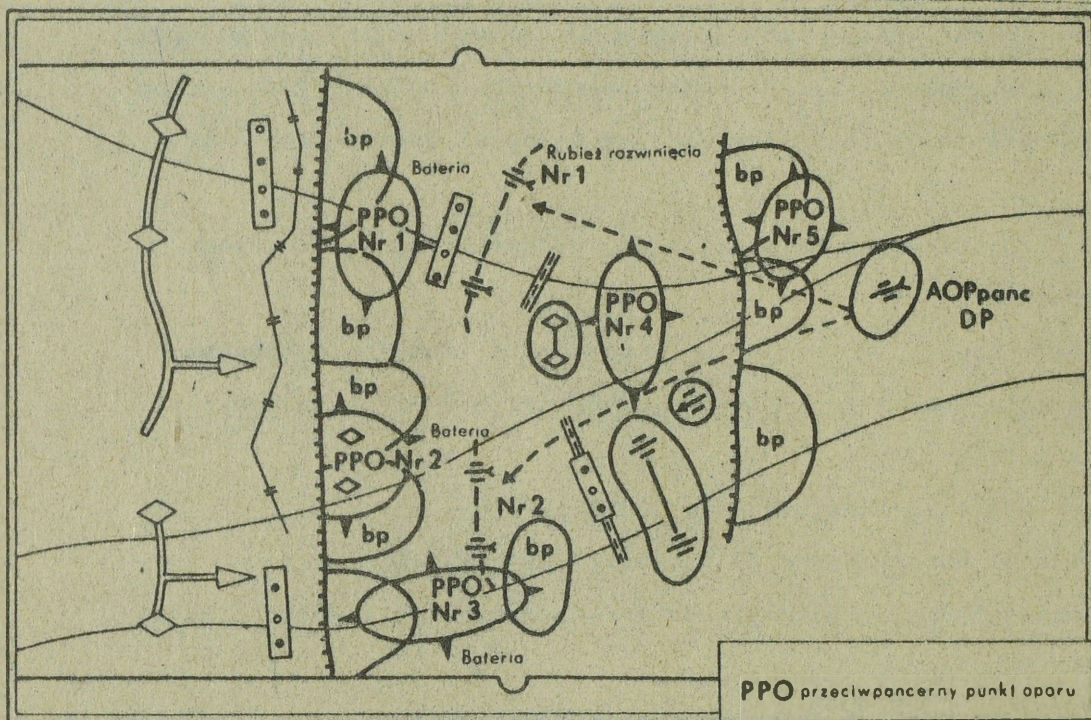 bp
Bateria
PPO
Nr 1
bp
Rubież rozwinięcia
Nr 1
bp
PPO
Nr 5
PPO
Nr 4
bp
AOPpanc
DP
bp
Bateria
PPO Nr 2
bp
bp
Nr 2
bp
PPO
Nr 3
Bateria
PPO przeciwpancerny punkt oporu